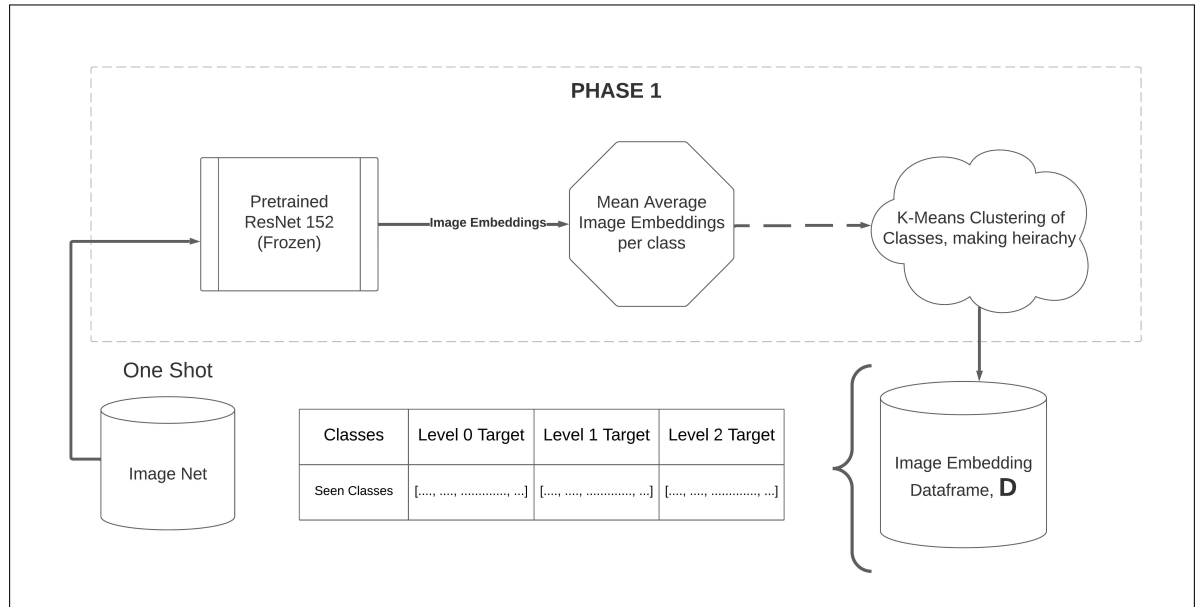 PHASE 1
Pretrained
ResNet 152
(Frozen)
Image Embeddings
Mean Average
Image Embeddings
per class
K-Means Clustering of
Classes, making heirachy
One Shot
Image Net
Classes
Level 0 Target
Level 1 Target
Level 2 Target
Seen Classes
[...., ...., ............., ...]
[...., ...., ............., ...]
[...., ...., ............., ...]
Image Embedding
Dataframe, D